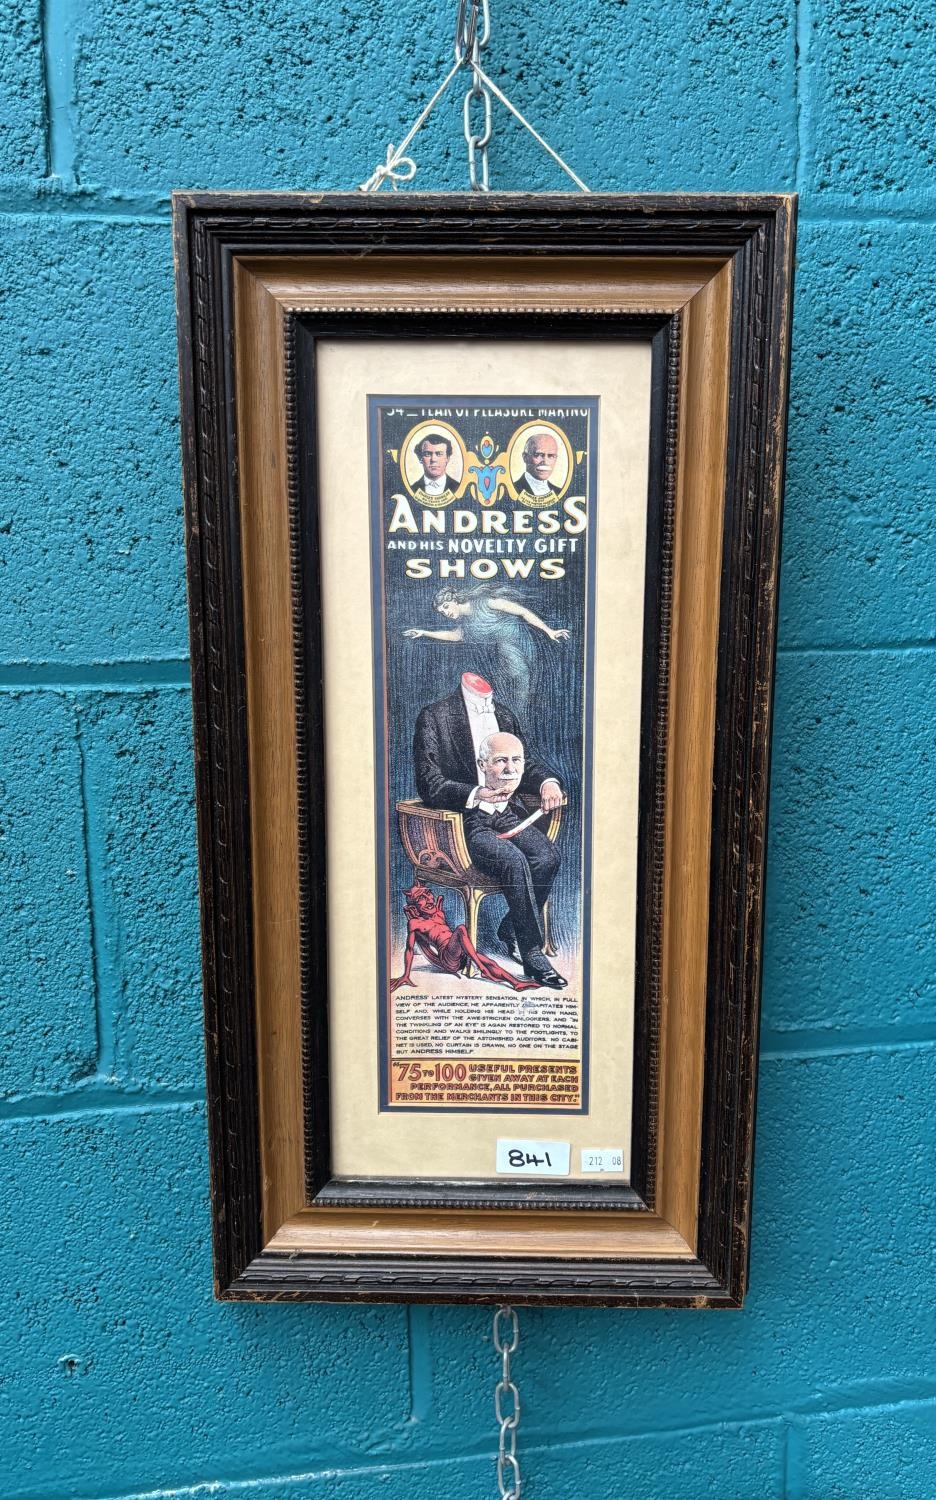 54 TH YEAR OF PLEASURE MAKING
ANDRESS
AND HIS NOVELTY GIFT
SHOWS
ANDRESS' LATEST MYSTERY SENSATION, IN WHICH, IN FULL
VIEW OF THE AUDIENCE, HE APPARENTLY DECAPITATES HIM-
SELF AND, WHILE HOLDING HIS HEAD IN HIS OWN HAND,
CONVERSES WITH THE AWE-STRICKEN ONLOOKERS, AND "IN
THE TWINKLING OF AN EYE" IS AGAIN RESTORED TO NORMAL
CONDITIONS AND WALKS SMILINGLY TO THE FOOTLIGHTS, TO
THE GREAT RELIEF OF THE ASTONISHED AUDITORS. NO CABI-
NET IS USED, NO CURTAIN IS DRAWN, NO ONE ON THE STAGE
BUT ANDRESS HIMSELF.
"75 TO 100 USEFUL PRESENTS
GIVEN AWAY AT EACH
PERFORMANCE, ALL PURCHASED
FROM THE MERCHANTS IN THIS CITY."
841
212 08